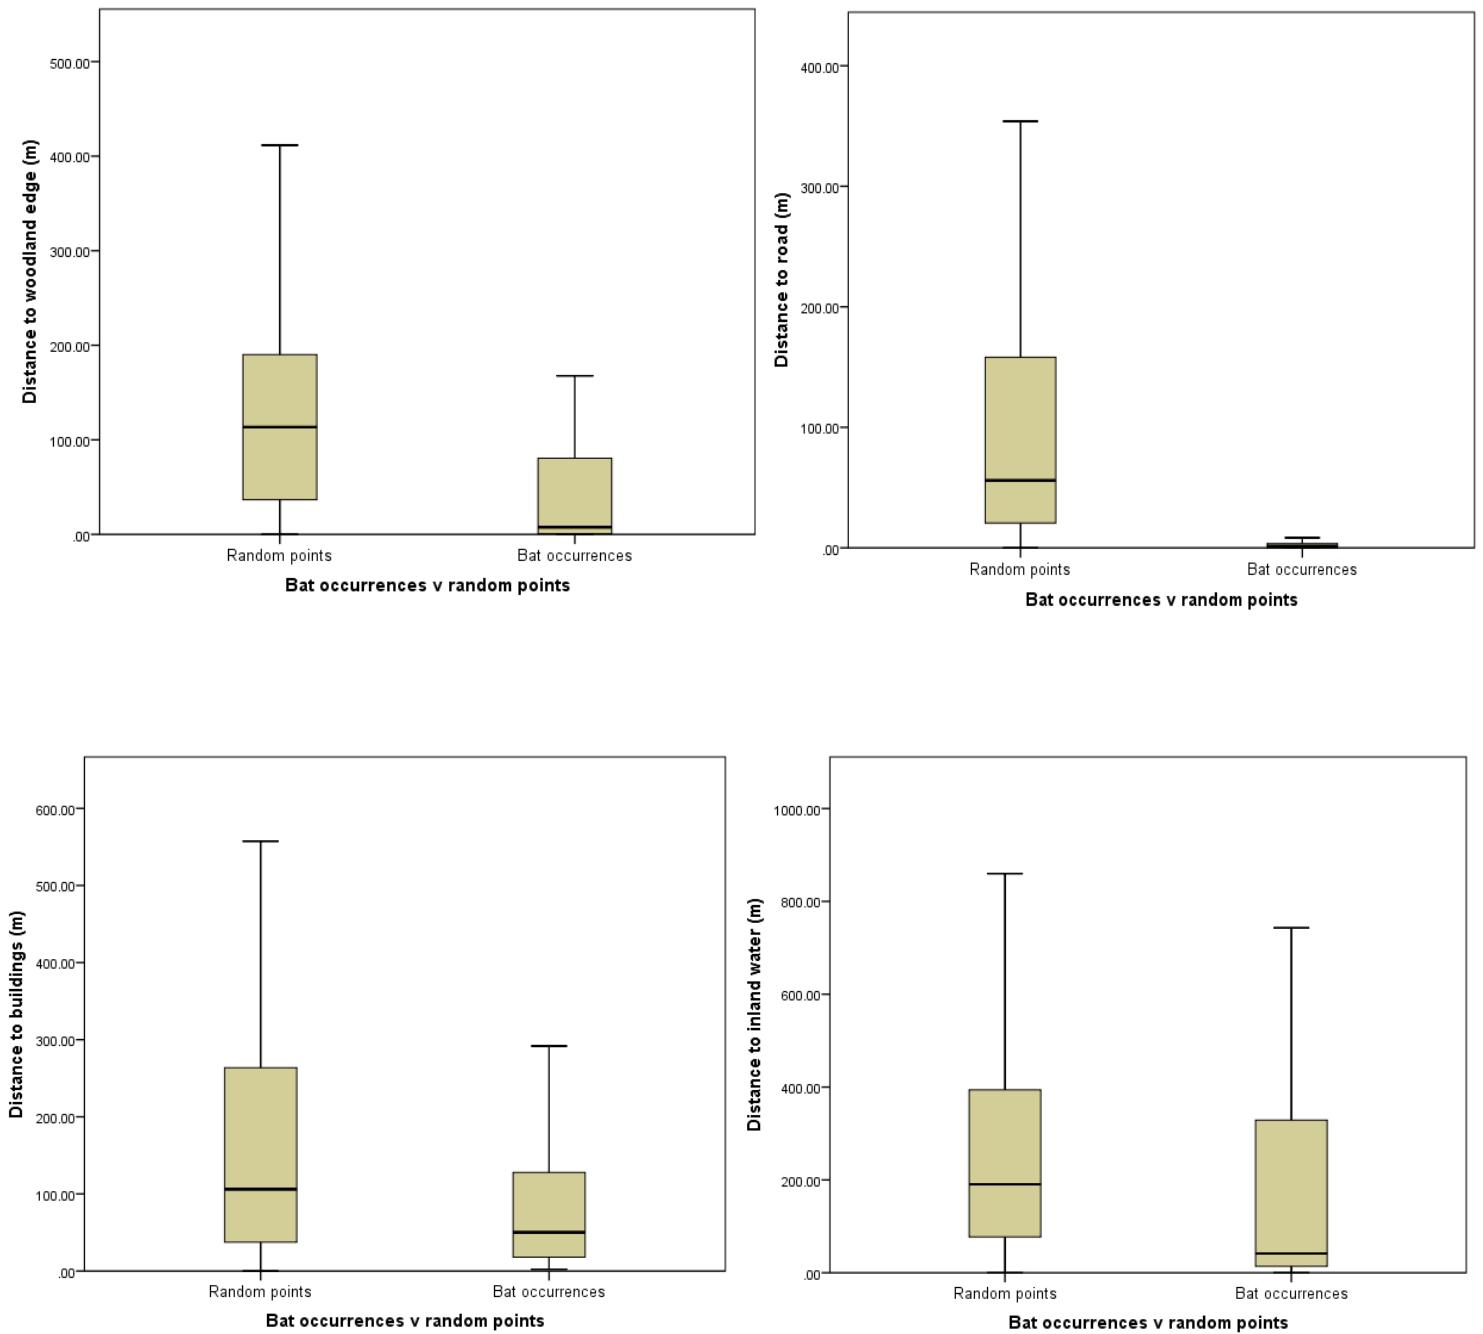 500.00
400.00
300.00
200.00
100.00
.00
Distance to woodland edge (m)
Random points
Bat occurrences
Bat occurrences v random points
400.00
300.00
200.00
100.00
.00
Distance to road (m)
Random points
Bat occurrences
Bat occurrences v random points
600.00
500.00
400.00
300.00
200.00
100.00
.00
Distance to buildings (m)
Random points
Bat occurrences
Bat occurrences v random points
1000.00
800.00
600.00
400.00
200.00
.00
Distance to inland water (m)
Random points
Bat occurrences
Bat occurrences v random points